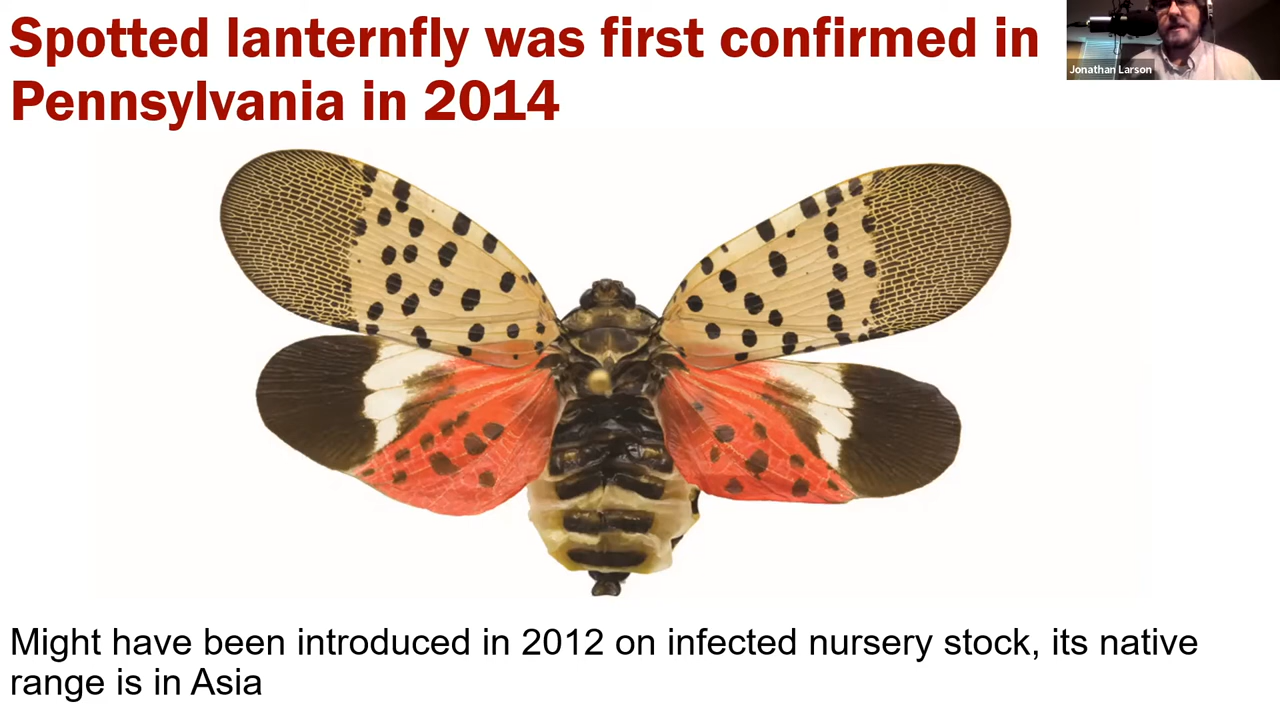 Spotted lanternfly was first confirmed in
Pennsylvania in 2014
Jonathan Larson
Might have been introduced in 2012 on infected nursery stock, its native
range is in Asia